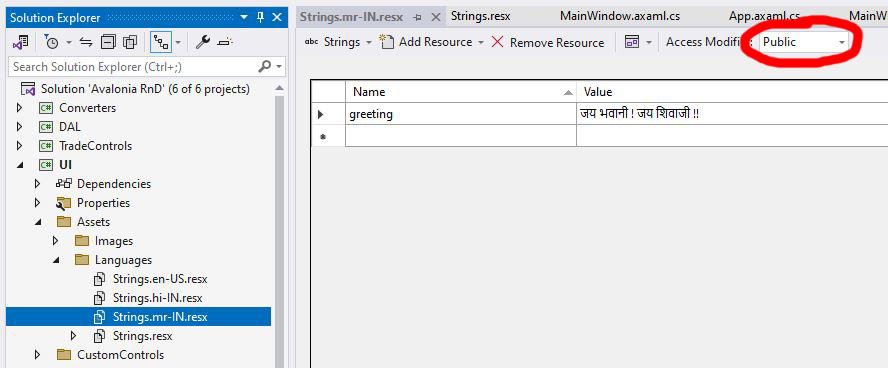 Solution Explorer
Search Solution Explorer (Ctrl+;)
Solution 'Avalonia RnD' (6 of 6 projects)
C# Converters
C# DAL
C# TradeControls
C# UI
Dependencies
Properties
Assets
Images
Languages
Strings.en-US.resx
Strings.hi-IN.resx
Strings.mr-IN.resx
Strings.resx
CustomControls
Strings.mr-IN.resx Strings.resx MainWindow.axaml.cs App.axaml.cs MainW
abc Strings Add Resource Remove Resource Access Modifi Public
Name Value
greeting जय भवानी ! जय शिवाजी !!